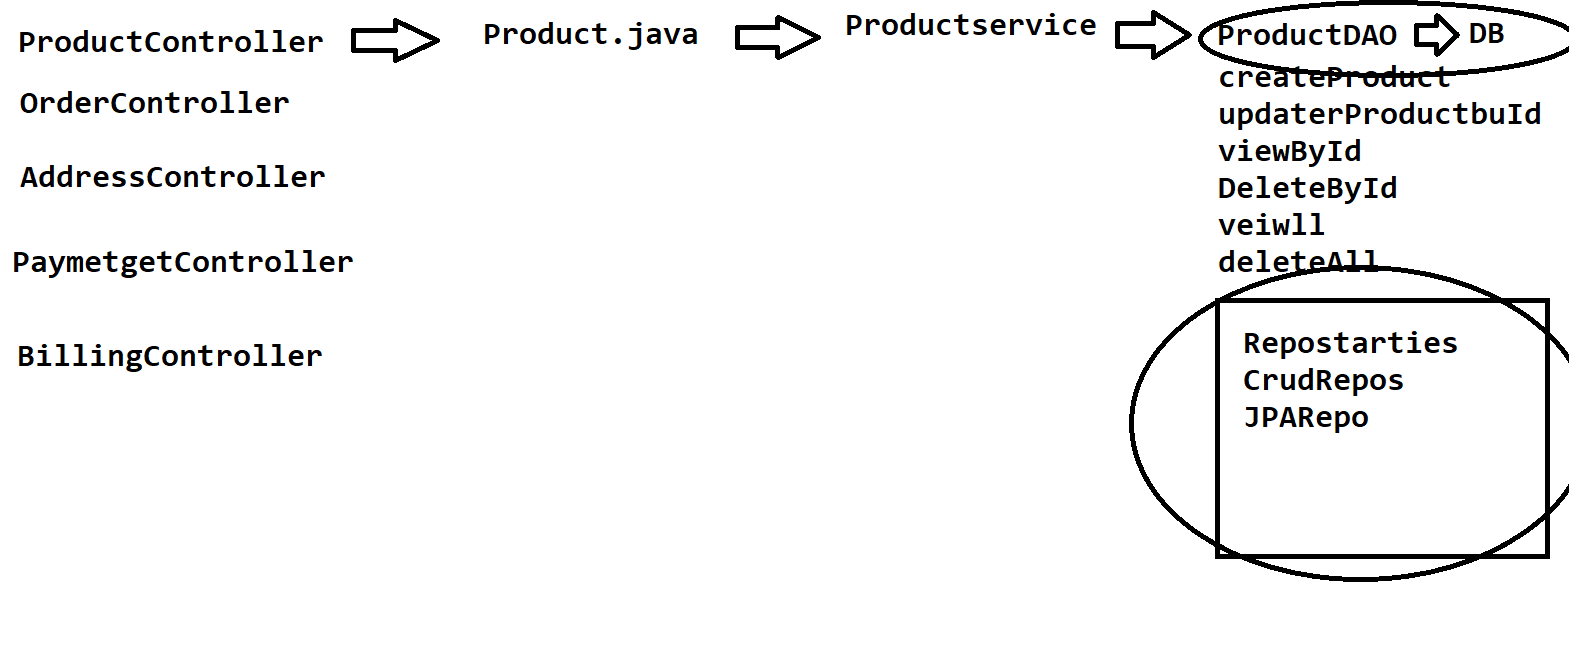 ProductController Product.java Productservice ProductDAO DB
createProduct
OrderController
updaterProductbuId
viewById
AddressController
DeleteById
veiwll
PaymetgetController
deleteAll
Repostarties
BillingController
CrudRepos
JPARepo